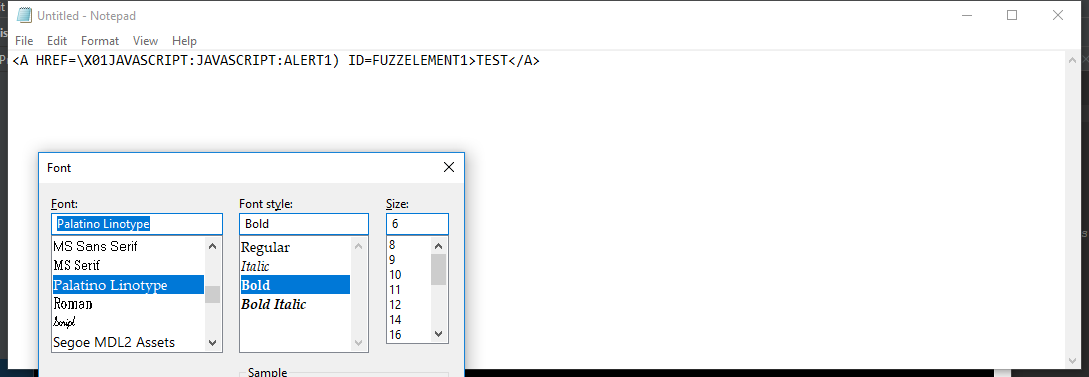 Untitled - Notepad
File Edit Format View Help
<A HREF=\X01JAVASCRIPT:JAVASCRIPT:ALERT1) ID=FUZZELEMENT1>TEST</A>
Font
Font: Font style: Size:
Palatino Linotype Bold 6
MS Sans Serif Regular 8
MS Serif Italic 9
Palatino Linotype Bold 10
Roman Bold Italic 11
Script 12
Segoe MDL2 Assets 14
16
Sample